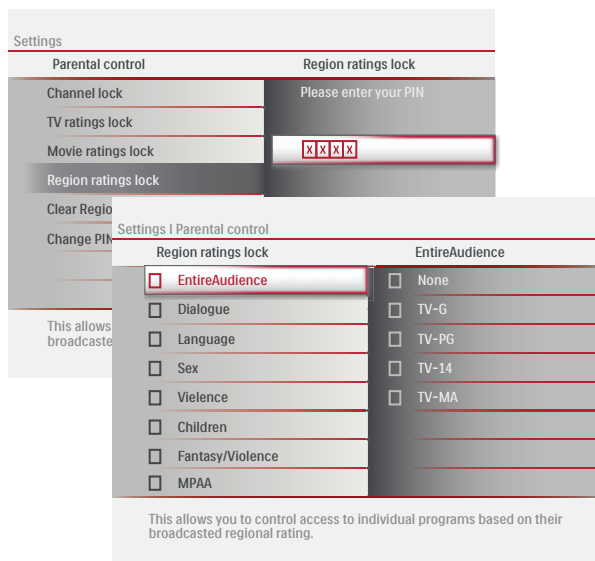 Settings
Parental control
Region ratings lock
Channel lock
TV ratings lock
Movie ratings lock
Region ratings lock
Clear Regio
Change PIN
This allows
broadcaste
Please enter your PIN
X X X X
Settings I Parental control
Region ratings lock
EntireAudience
EntireAudience
Dialogue
Language
Sex
Vielence
Children
Fantasy/Violence
MPAA
None
TV-G
TV-PG
TV-14
TV-MA
This allows you to control access to individual programs based on their
broadcasted regional rating.